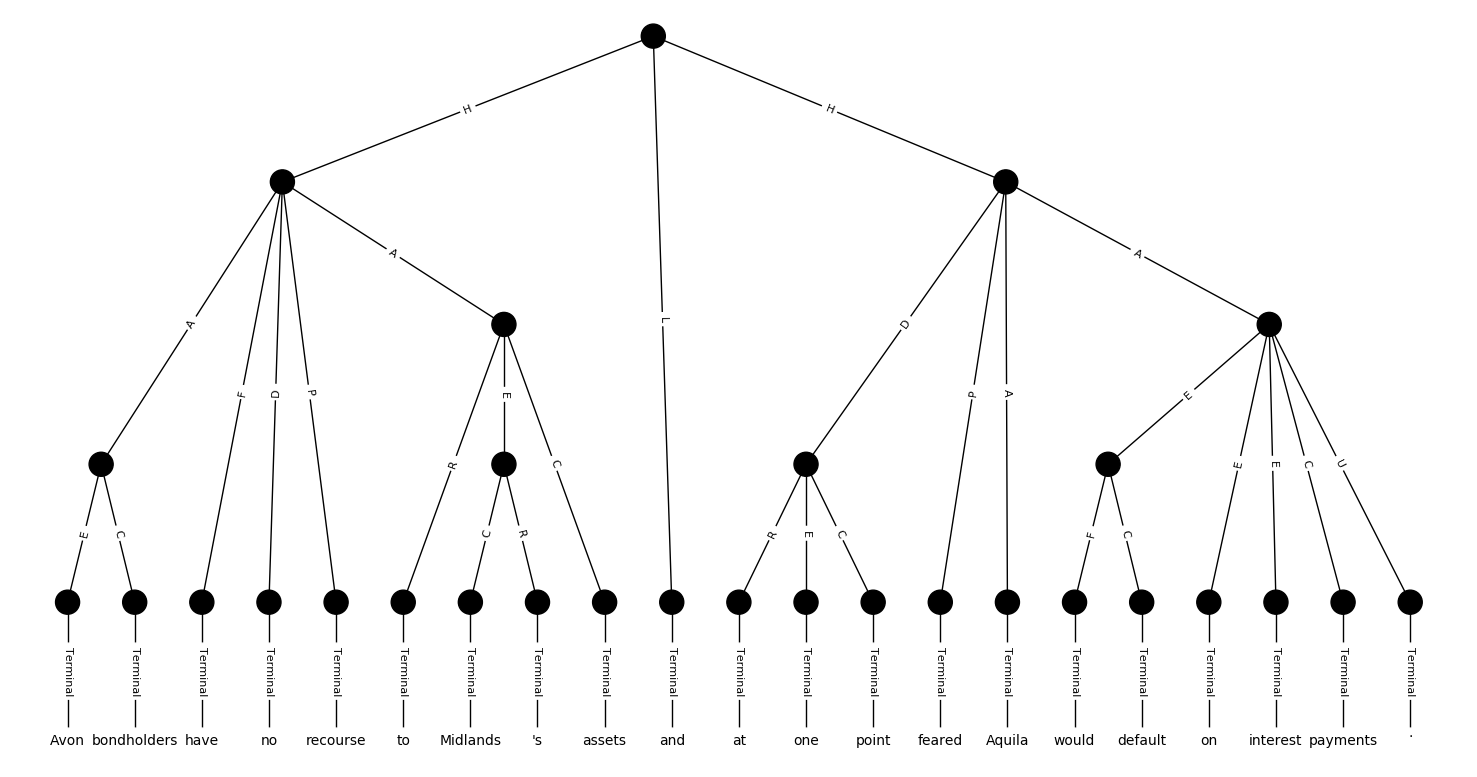 H H
L
A A D P A A
F D P
R E C
E C
C R
R E C
E E E C U
F C
Terminal Terminal Terminal Terminal Terminal Terminal Terminal Terminal Terminal Terminal Terminal Terminal Terminal Terminal Terminal Terminal Terminal Terminal Terminal Terminal Terminal
Avon bondholders have no recourse to Midlands 's assets and at one point feared Aquila would default on interest payments .